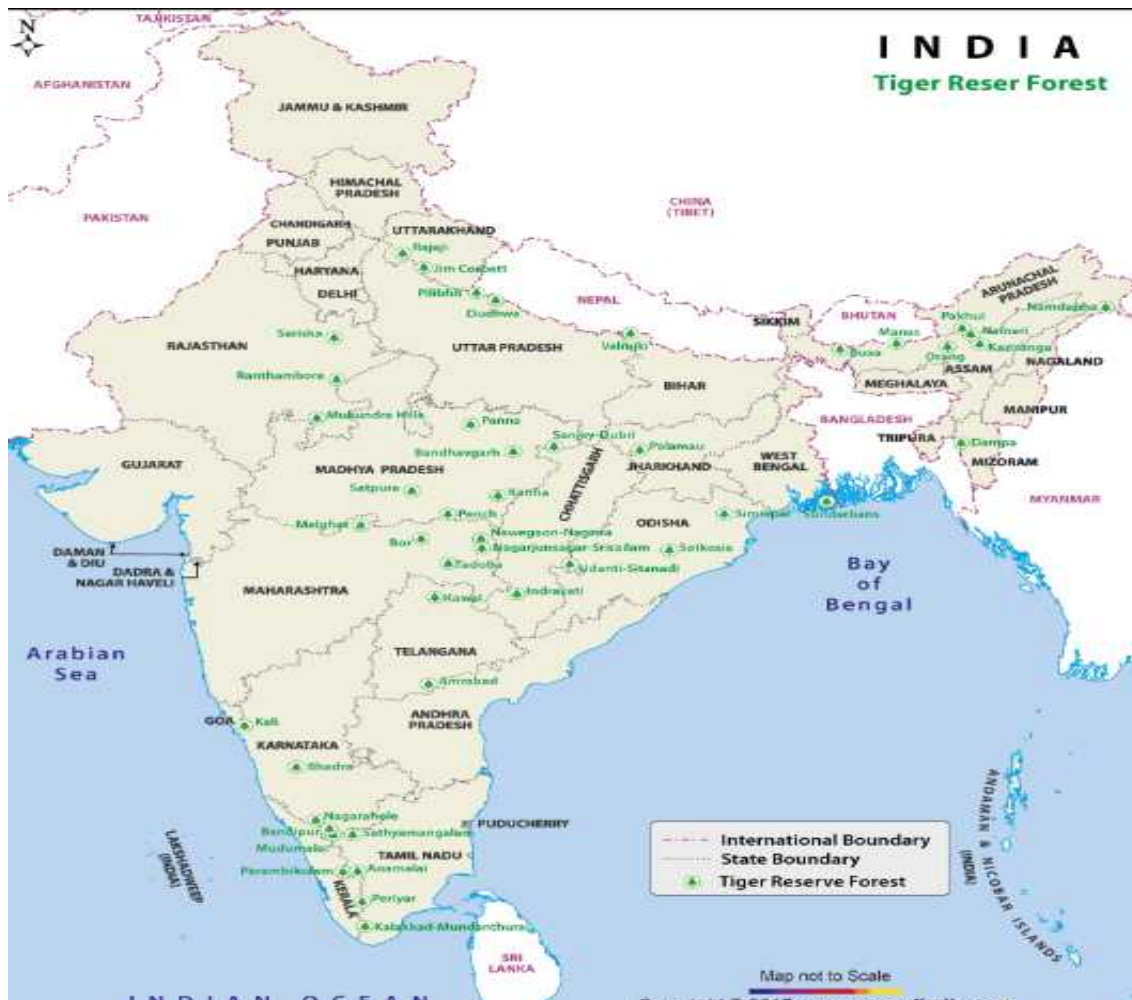 INDIA
Tiger Reser Forest
N
TAJIKISTAN
AFGHANISTAN
JAMMU & KASHMIR
HIMACHAL
PRADESH
PAKISTAN
CHINA
(TIBET)
CHANDIGARH
PUNJAB
UTTARAKHAND
Rajaji
Jim Corbett
HARYANA
DELHI
Pilibhit
Dudhwa
NEPAL
SIKKIM
BHUTAN
ARUNACHAL
PRADESH
Namdapha
Pakhui
Nameri
Manas
Kaziranga
Buxa
Orang
ASSAM
NAGALAND
MEGHALAYA
MANIPUR
Sariska
RAJASTHAN
UTTAR PRADESH
Valmiki
Ranthambore
BIHAR
BANGLADESH
Mukundra Hills
Panna
TRIPURA
Dampa
MIZORAM
Sanjay-Dubri
Palamau
Bandhavgarh
WEST
BENGAL
GUJARAT
MADHYA PRADESH
JHARKHAND
CHHATTISGARH
Satpura
Kanha
MYANMAR
Pench
ODISHA
Simlipal
Sundarbans
Melghat
Bor
Nawegaon-Nagzira
Nagarjunsagar-Srisailam
Satkosia
DAMAN
& DIU
DADRA &
NAGAR HAVELI
Tadoba
Udanti-Sitanadi
MAHARASHTRA
Kawal
Indravati
Bay
of
Bengal
Arabian
Sea
TELANGANA
Amrabad
GOA
Kali
ANDHRA
PRADESH
KARNATAKA
Bhadra
Nagarahole
Bandipur
Sathyamangalam
PUDUCHERRY
Mudumalai
TAMIL NADU
Parambikulam
Anamalai
KERALA
Periyar
Kalakkad-Mundanthurai
LAKSHADWEEP
(INDIA)
ANDAMAN & NICOBAR ISLANDS
(INDIA)
International Boundary
State Boundary
Tiger Reserve Forest
SRI
LANKA
Map not to Scale
INDIAN OCEAN